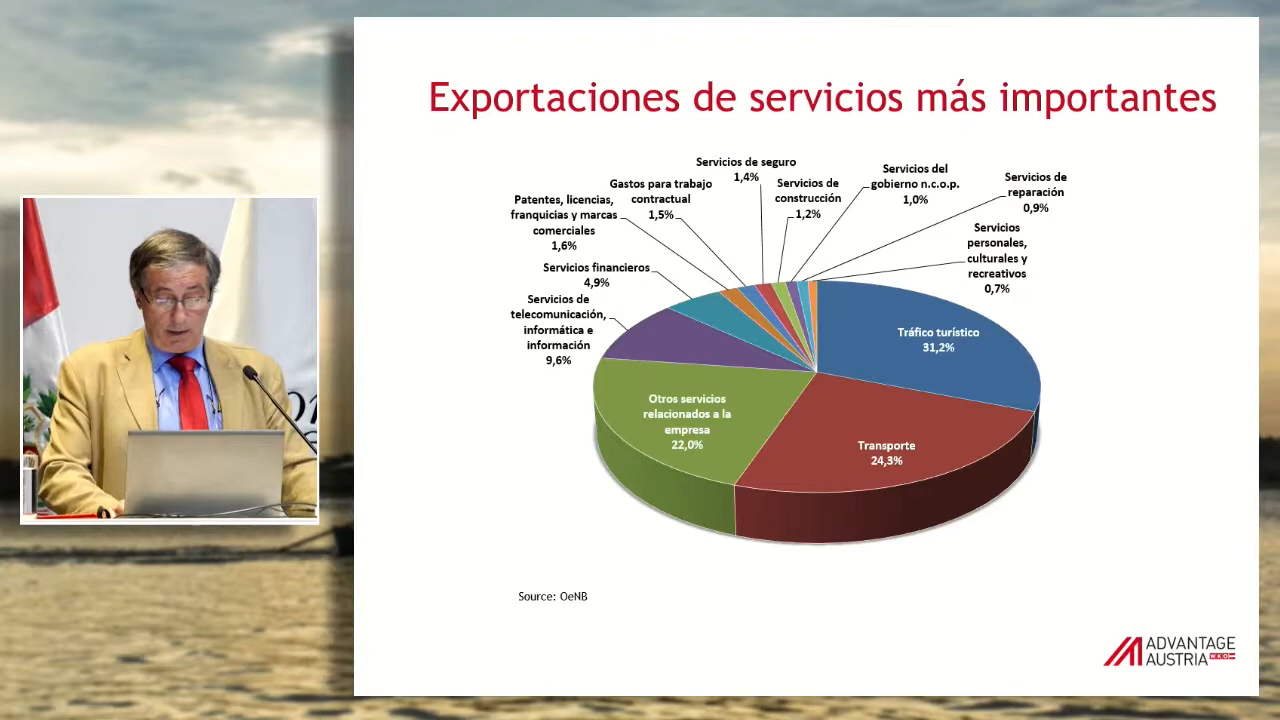 Exportaciones de servicios más importantes
Servicios de seguro
1,4%
Gastos para trabajo
contractual
1,5%
Servicios de
construcción
1,2%
Servicios del
gobierno n.c.o.p.
1,0%
Servicios de
reparación
0,9%
Patentes, licencias,
franquicias y marcas
comerciales
1,6%
Servicios
personales,
culturales y
recreativos
0,7%
Servicios financieros
4,9%
Servicios de
telecomunicación,
informática e
información
9,6%
Tráfico turístico
31,2%
Otros servicios
relacionados a la
empresa
22,0%
Transporte
24,3%
Source: OeNB
ADVANTAGE
AUSTRIA WKO